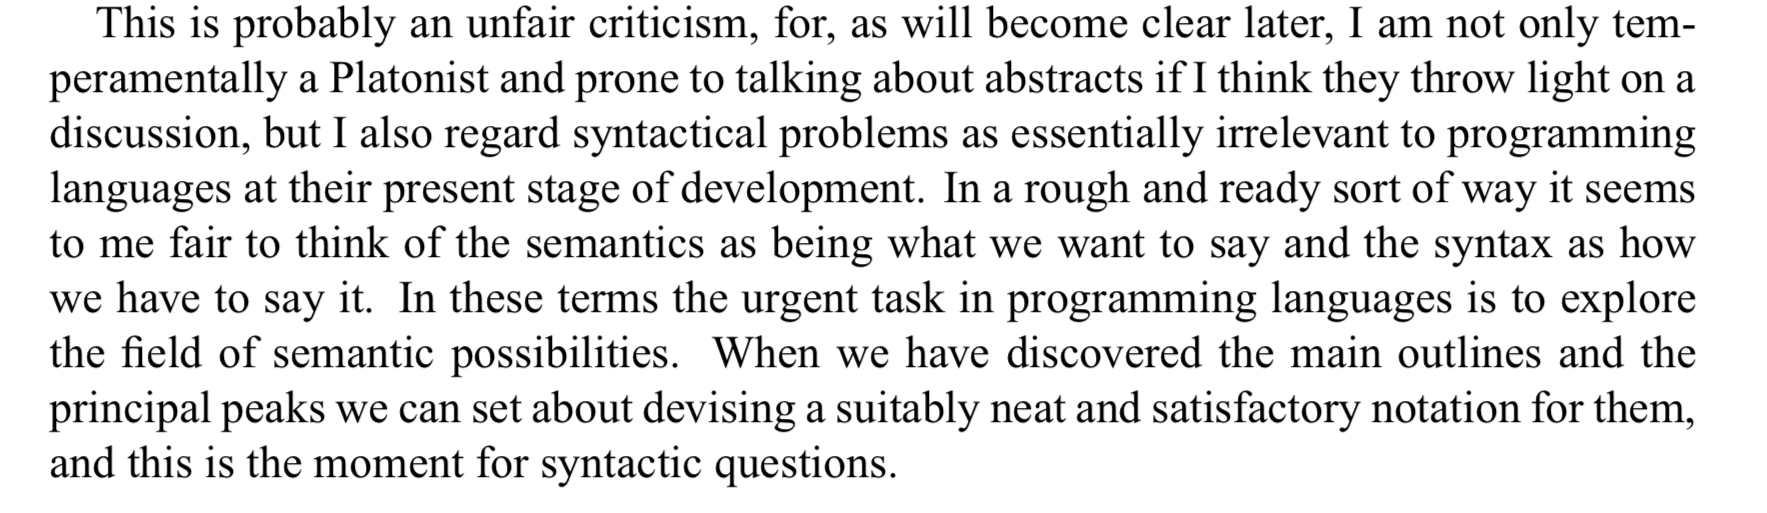 This is probably an unfair criticism, for, as will become clear later, I am not only tem-
peramentally a Platonist and prone to talking about abstracts if I think they throw light on a
discussion, but I also regard syntactical problems as essentially irrelevant to programming
languages at their present stage of development. In a rough and ready sort of way it seems
to me fair to think of the semantics as being what we want to say and the syntax as how
we have to say it. In these terms the urgent task in programming languages is to explore
the field of semantic possibilities. When we have discovered the main outlines and the
principal peaks we can set about devising a suitably neat and satisfactory notation for them,
and this is the moment for syntactic questions.